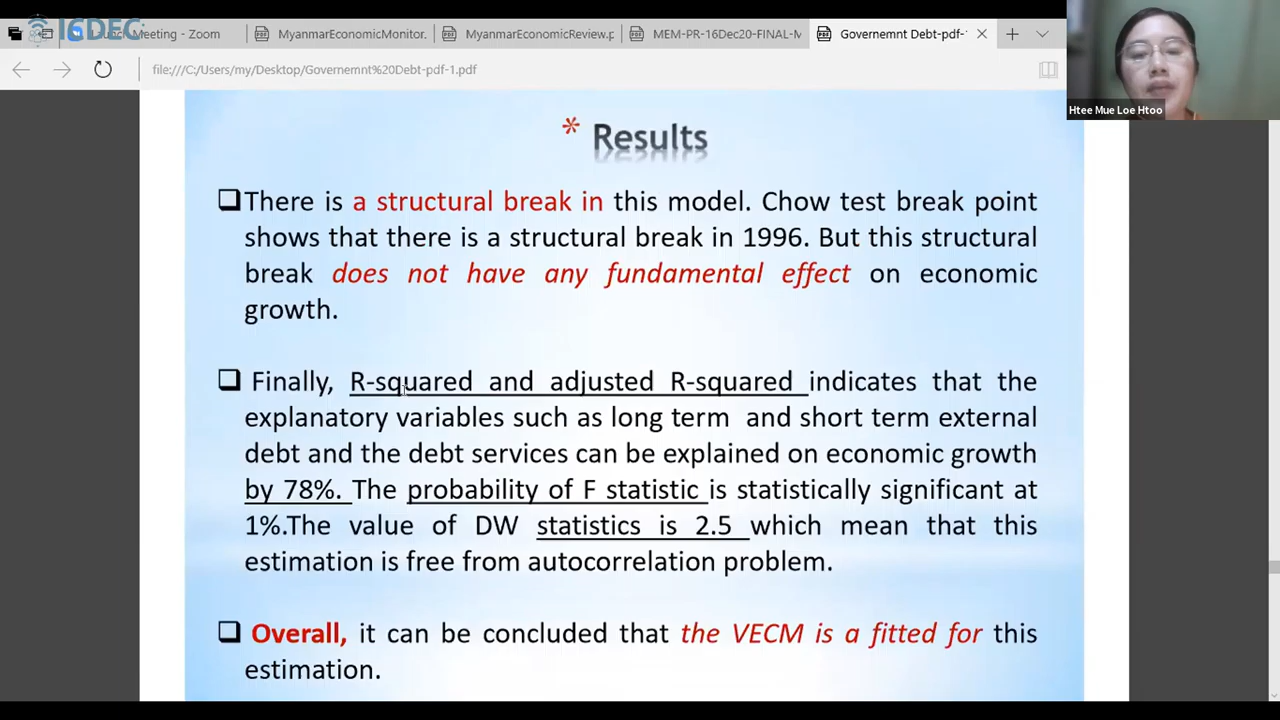 16DEC
Meeting - Zoom
MyanmarEconomicMonitor.
MyanmarEconomicReview.p
MEM-PR-16Dec20-FINAL-M
Governemnt Debt-pdf-1
file:///C:/Users/my/Desktop/Governemnt%20Debt-pdf-1.pdf
Htee Mue Loe Htoo
* Results
There is a structural break in this model. Chow test break point
shows that there is a structural break in 1996. But this structural
break does not have any fundamental effect on economic
growth.
Finally, R-squared and adjusted R-squared indicates that the
explanatory variables such as long term and short term external
debt and the debt services can be explained on economic growth
by 78%. The probability of F statistic is statistically significant at
1%.The value of DW statistics is 2.5 which mean that this
estimation is free from autocorrelation problem.
Overall, it can be concluded that the VECM is a fitted for this
estimation.